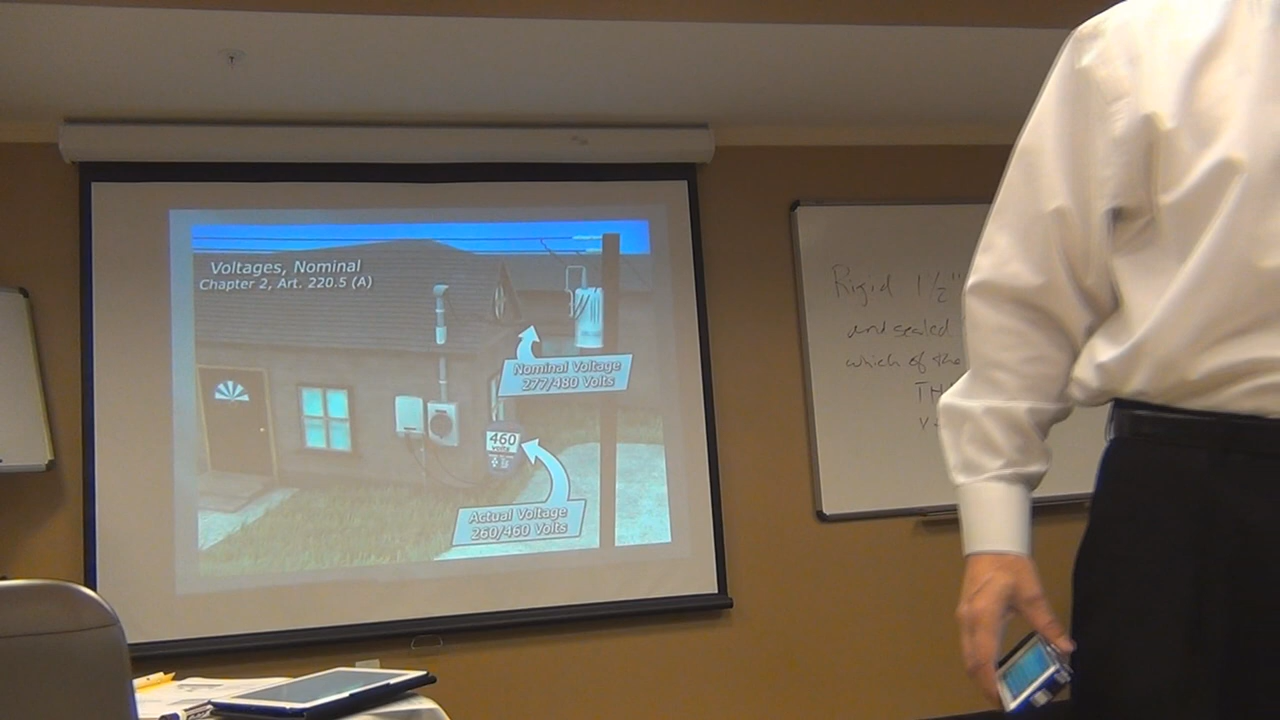 Voltages, Nominal
Chapter 2, Art. 220.5 (A)
Nominal Voltage
277/480 Volts
460
volts
Actual Voltage
260/460 Volts
Rigid 1½"
and sealed
which of the
TH